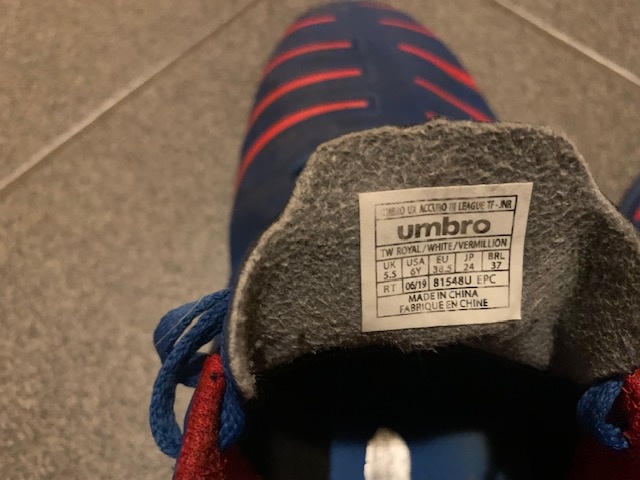 UMBRO UX ACCURO III LEAGUE TF - JNR
umbro
TW ROYAL/WHITE/VERMILLION
UK USA EU JP BRL
5.5 6Y 38.5 24 37
RT 06/19 81548U EPC
MADE IN CHINA
FABRIQUE EN CHINE